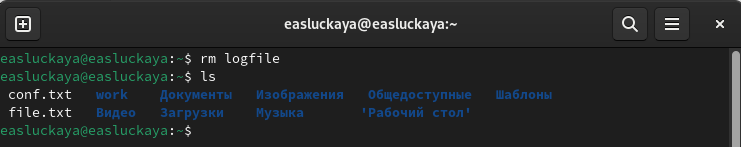 easluckaya@easluckaya:~
easluckaya@easluckaya:~$ rm logfile
easluckaya@easluckaya:~$ ls
conf.txt work Документы Изображения Общедоступные Шаблоны
file.txt Видео Загрузки Музыка 'Рабочий стол'
easluckaya@easluckaya:~$